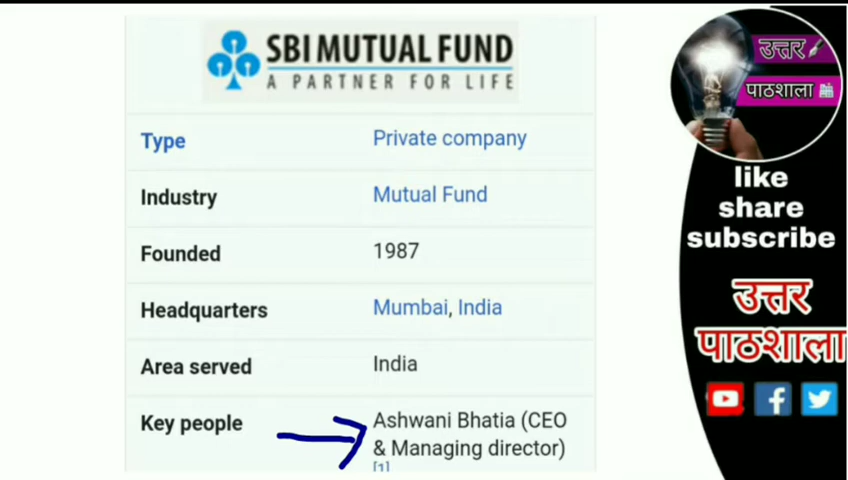 SBI MUTUAL FUND
A PARTNER FOR LIFE
Type Private company
Industry Mutual Fund
Founded 1987
Headquarters Mumbai, India
Area served India
Key people Ashwani Bhatia (CEO
& Managing director)
[1]
उत्तर
पाठशाला
like
share
subscribe
उत्तर
पाठशाला